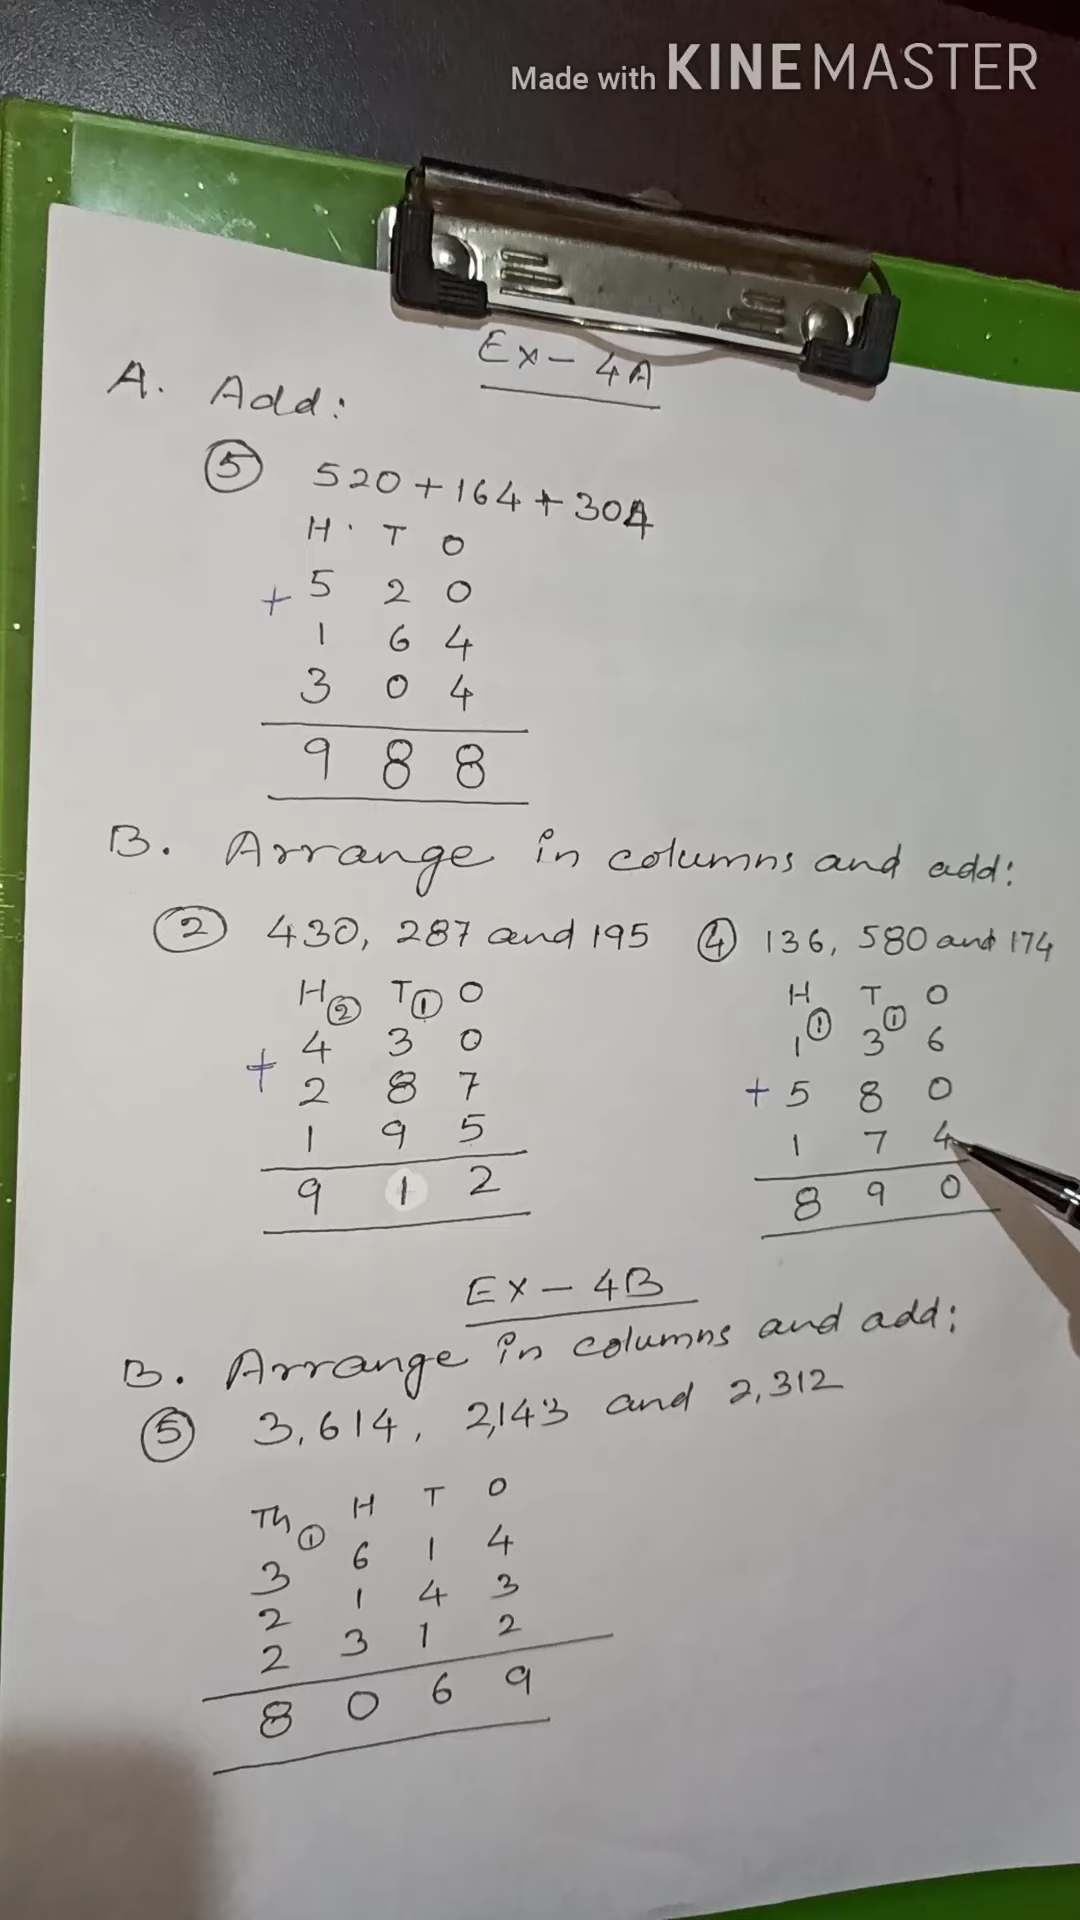 Made with KINEMASTER
Ex - 4A
A. Add:
⑤ 520 + 164 + 304
H. T O
+ 5 2 0
1 6 4
3 0 4
9 8 8
B. Arrange in columns and add:
② 430, 287 and 195 ④ 136, 580 and 174
H ② T ① O
4 3 0
+ 2 8 7
1 9 5
9 1 2
H T O
① ①
1 3 6
+ 5 8 0
1 7 4
8 9 0
Ex - 4B
B. Arrange in columns and add:
⑤ 3,614, 2,143 and 2,312
Th ① H T O
3 6 1 4
2 1 4 3
2 3 1 2
8 0 6 9